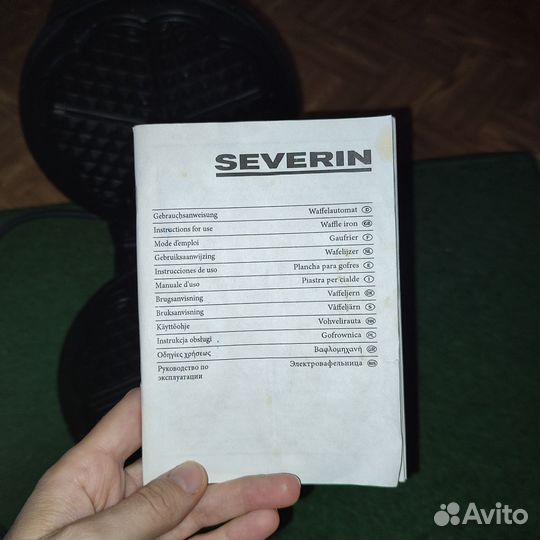 SEVERIN
Gebrauchsanweisung Waffelautomat D
Instructions for use Waffle iron GB
Mode d'emploi Gaufrier F
Gebruiksaanwijzing Wafelijzer NL
Instrucciones de uso Plancha para gofres E
Manuale d'uso Piastra per cialde I
Brugsanvisning Vaffeljern DK
Bruksanvisning Våffeljärn S
Käyttöohje Vohvelirauta FIN
Instrukcja obsługi Gofrownica PL
Οδηγίες χρήσεως Βαφλομηχανή GR
Руководство по Электровафельница RUS
эксплуатации
Avito